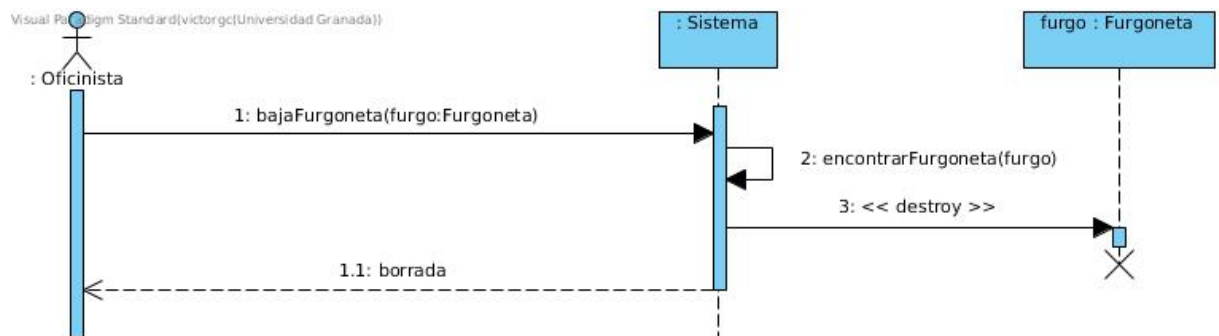 Visual Paradigm Standard(victorgc(Universidad Granada))
: Oficinista
: Sistema
furgo : Furgoneta
1: bajaFurgoneta(furgo:Furgoneta)
2: encontrarFurgoneta(furgo)
3: << destroy >>
1.1: borrada